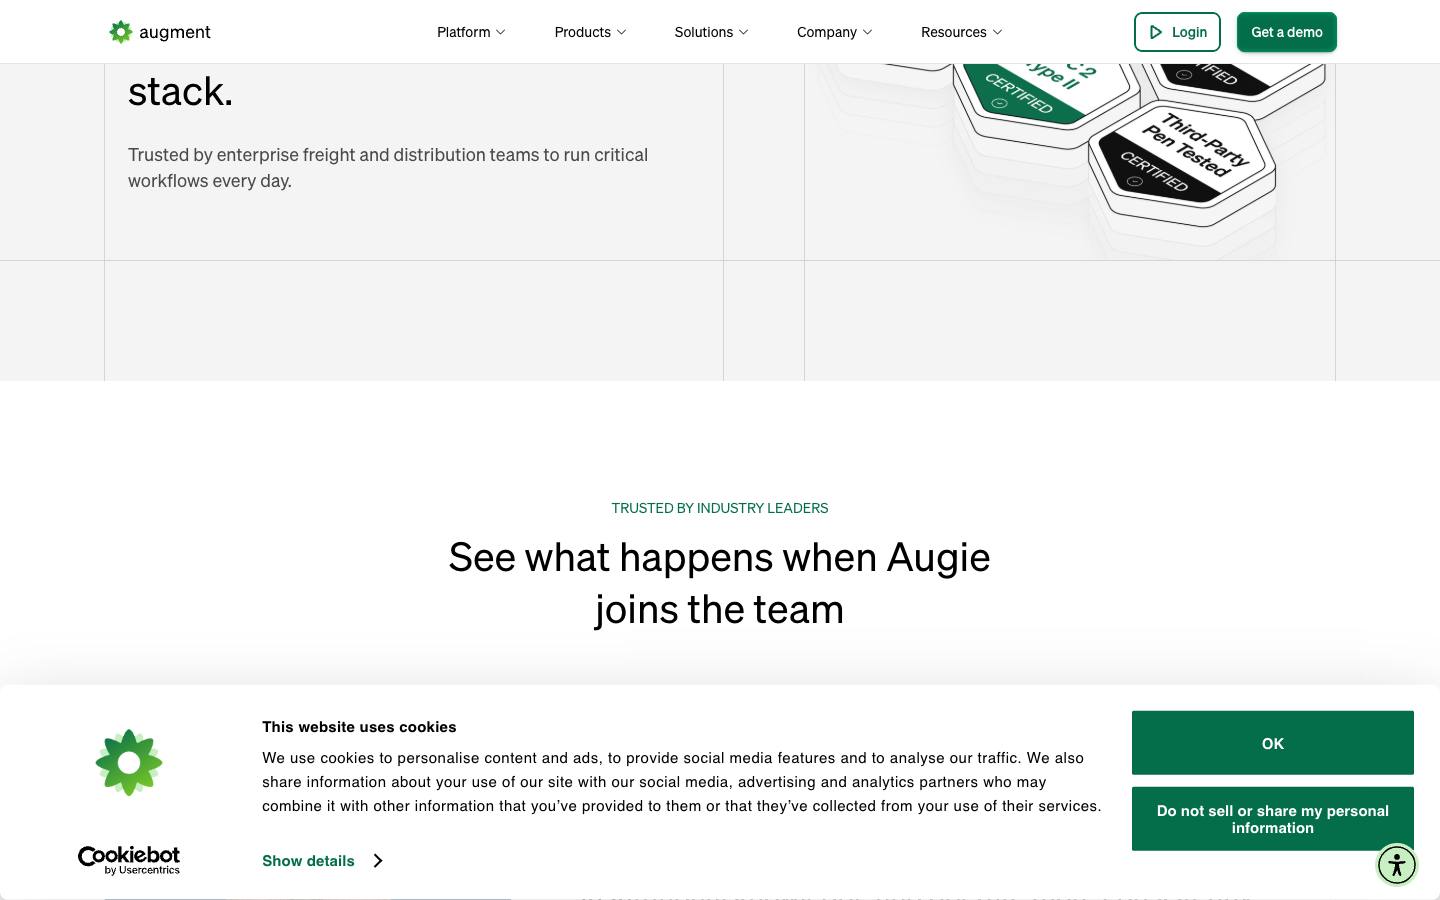 augment
Platform
Products
Solutions
Company
Resources
Login
Get a demo
stack.
Trusted by enterprise freight and distribution teams to run critical
workflows every day.
Type II
CERTIFIED
CERTIFIED
Third-Party
Pen Tested
CERTIFIED
TRUSTED BY INDUSTRY LEADERS
See what happens when Augie
joins the team
This website uses cookies
We use cookies to personalise content and ads, to provide social media features and to analyse our traffic. We also
share information about your use of our site with our social media, advertising and analytics partners who may
combine it with other information that you’ve provided to them or that they’ve collected from your use of their services.
Show details
Cookiebot
by Usercentrics
OK
Do not sell or share my personal
information